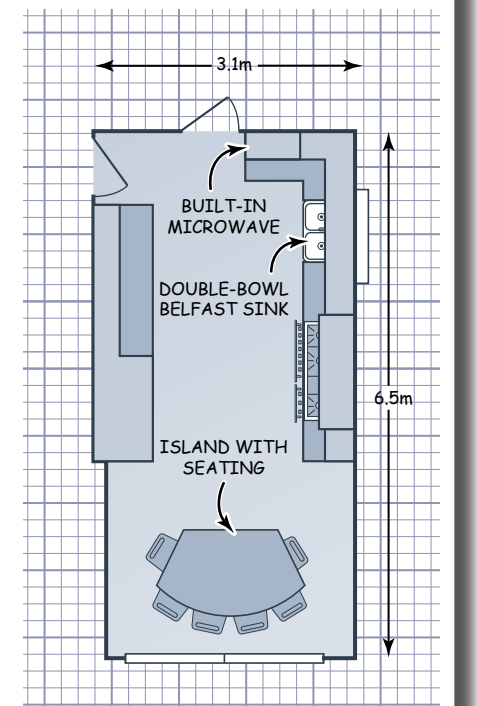 3.1m
BUILT-IN
MICROWAVE
DOUBLE-BOWL
BELFAST SINK
6.5m
ISLAND WITH
SEATING